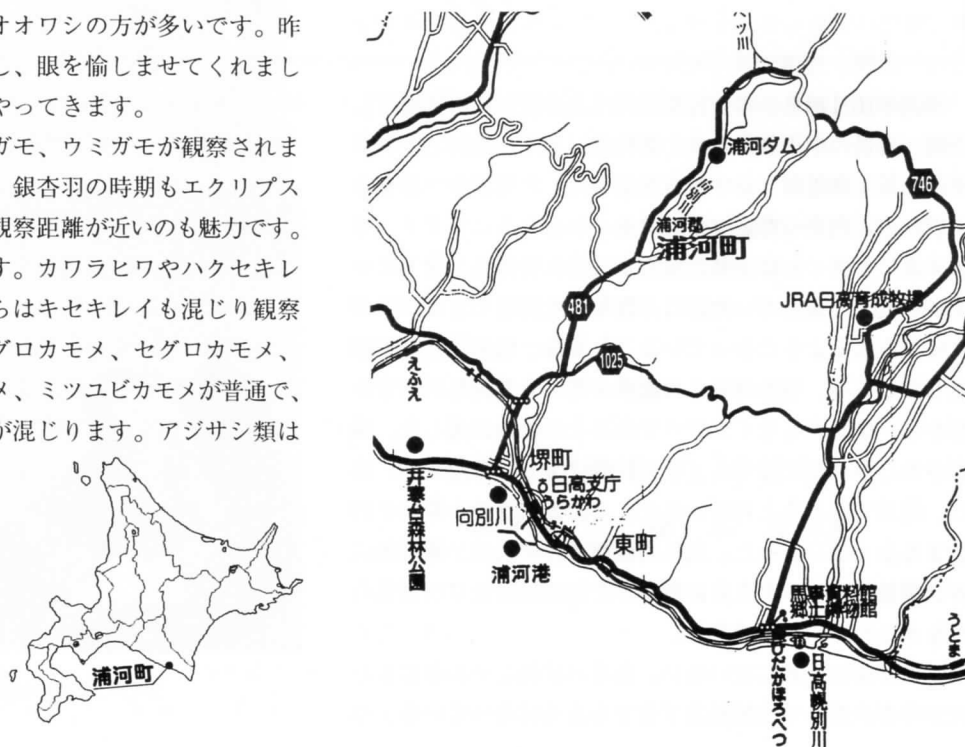 オオワシの方が多いです。昨
し、眼を愉しませてくれまし
やってきます。
ガモ、ウミガモが観察されま
銀杏羽の時期もエクリプス
観察距離が近いのも魅力です。
す。カワラヒワやハクセキレ
らはキセキレイも混じり観察
グロカモメ、セグロカモメ、
メ、ミツユビカモメが普通で、
が混じります。アジサシ類は
浦河町
ッ川
浦河ダム
浦河郡
浦河町
746
JRA日高育成牧場
481
1025
えふえ
井寒台森林公園
堺町
日高支庁
うらかわ
向別川
浦河港
東町
馬事資料館
郷土博物館
ひだかほろべつ
日高幌別川
うとま